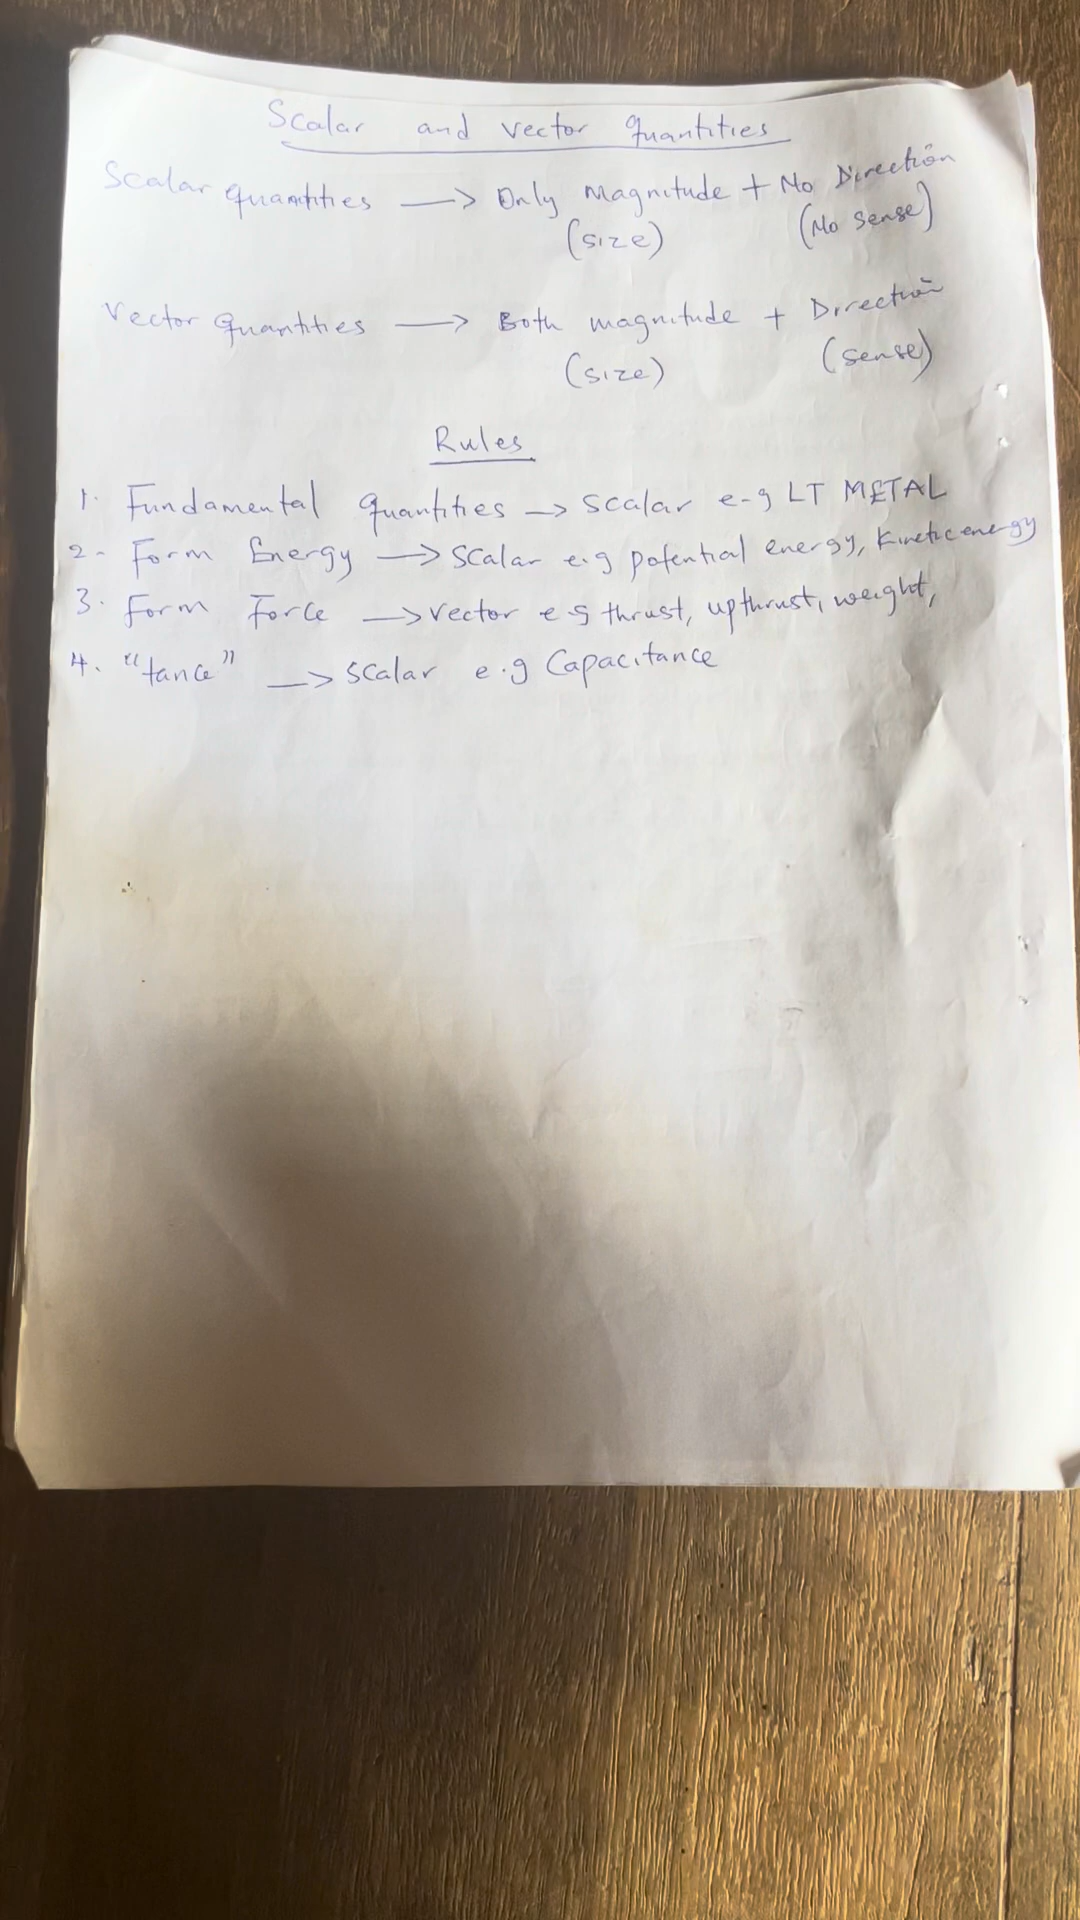 Scalar and vector quantities
Scalar quantities —> Only magnitude + No Direction
(size) (No sense)
Vector quantities —> Both magnitude + Direction
(size) (sense)
Rules
1. Fundamental quantities —> scalar e-g LT METAL
2- Form Energy —> scalar e.g potential energy, kinetic energy
3. Form Force —> vector e g thrust, upthrust, weight,
4. "tance" —> scalar e.g Capacitance